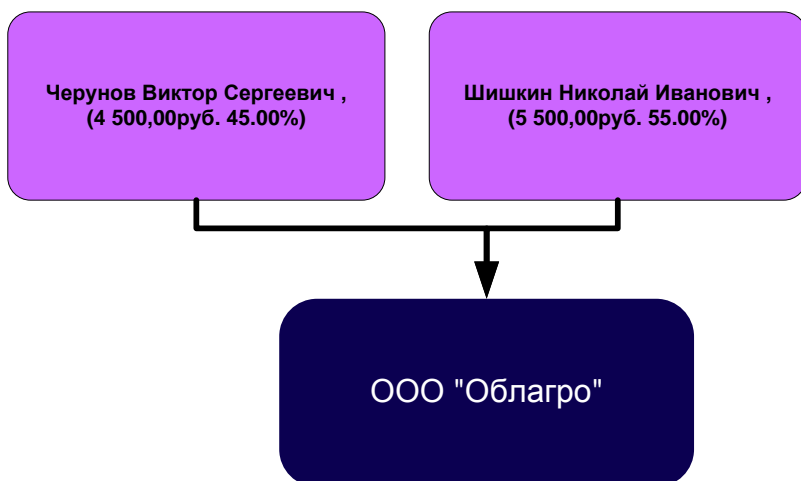 Черунов Виктор Сергеевич ,
(4 500,00руб. 45.00%)
Шишкин Николай Иванович ,
(5 500,00руб. 55.00%)
ООО "Облагро"